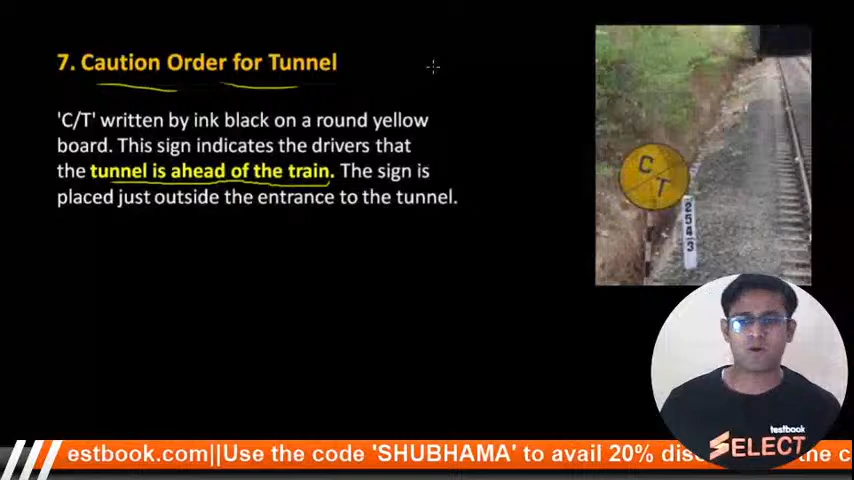 7. Caution Order for Tunnel
'C/T' written by ink black on a round yellow
board. This sign indicates the drivers that
the tunnel is ahead of the train. The sign is
placed just outside the entrance to the tunnel.
C
T
testbook
SELECT
estbook.com||Use the code 'SHUBHAMA' to avail 20% dis
the c